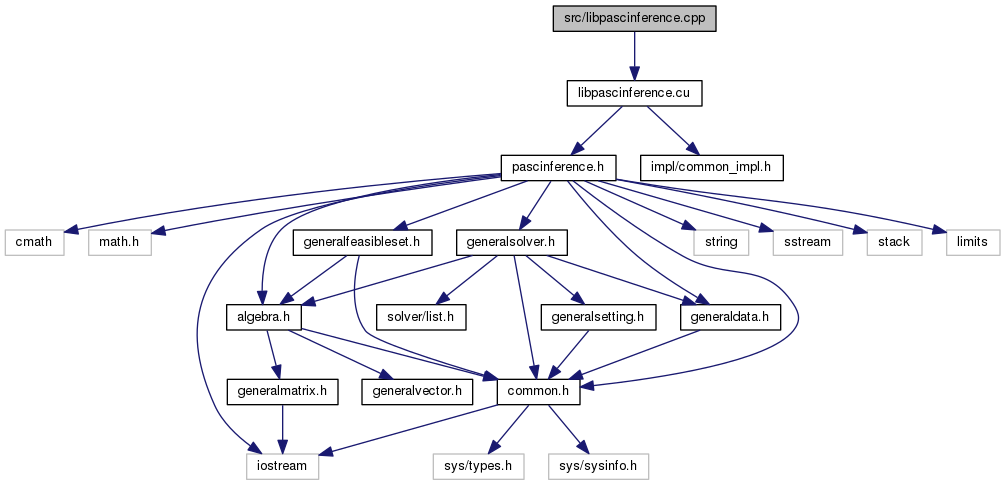 src/libpascinference.cpp
libpascinference.cu
pascinference.h
impl/common_impl.h
cmath
math.h
generalfeasibleset.h
generalsolver.h
string
sstream
stack
limits
algebra.h
solver/list.h
generalsetting.h
generaldata.h
generalmatrix.h
generalvector.h
common.h
iostream
sys/types.h
sys/sysinfo.h